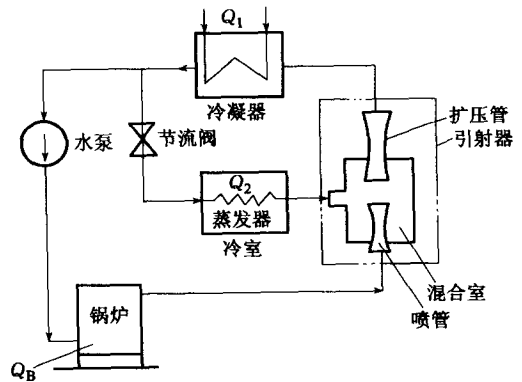 Q₁
冷凝器
水泵
节流阀
扩压管
引射器
Q₂
蒸发器
冷室
混合室
喷管
锅炉
Q_B